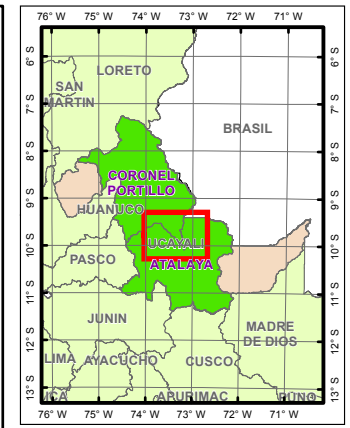 76° W 75° W 74° W 73° W 72° W 71° W
6° S 6° S
LORETO
SAN
MARTIN
7° S 7° S
BRASIL
8° S 8° S
CORONEL
PORTILLO
9° S 9° S
HUANUCO
UCAYALI
10° S 10° S
PASCO ATALAYA
11° S 11° S
JUNIN
MADRE
DE DIOS
12° S 12° S
LIMA AYACUCHO CUSCO
13° S 13° S
ICA APURIMAC PUNO
76° W 75° W 74° W 73° W 72° W 71° W